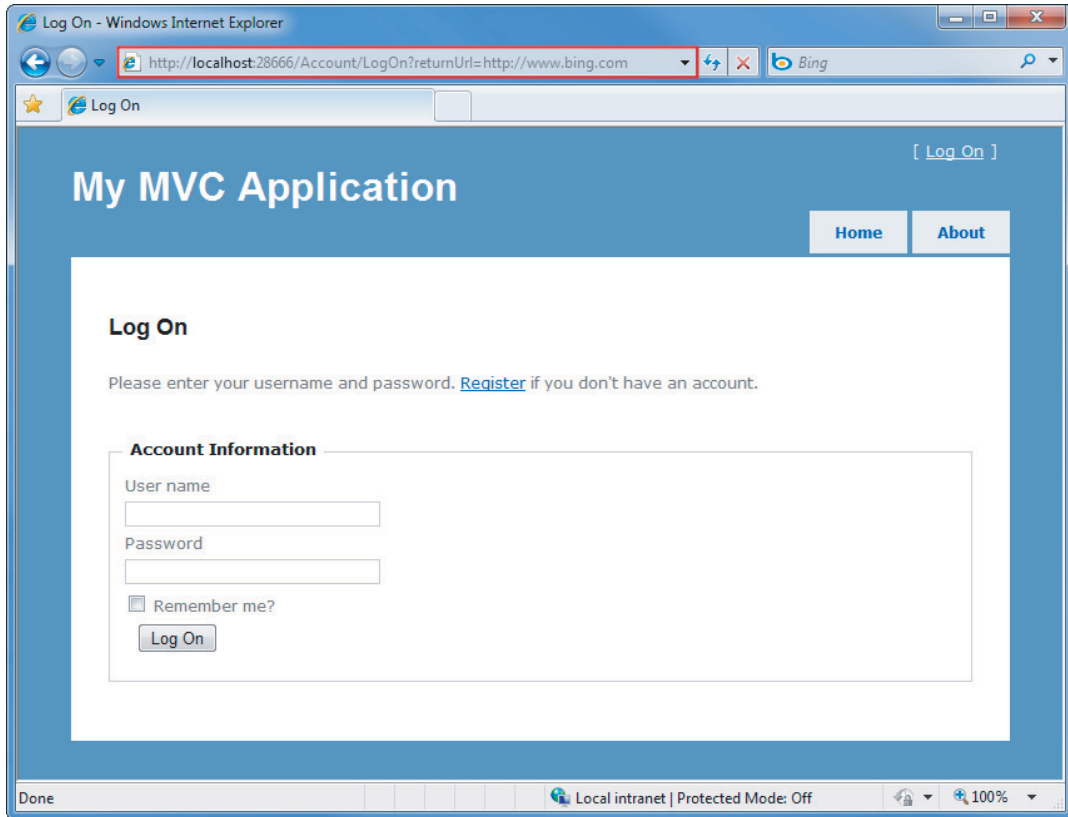 Log On - Windows Internet Explorer
http://localhost:28666/Account/LogOn?returnUrl=http://www.bing.com
Bing
Log On
[ Log On ]
My MVC Application
Home
About
Log On
Please enter your username and password. Register if you don't have an account.
Account Information
User name
Password
Remember me?
Log On
Done
Local intranet | Protected Mode: Off
100%